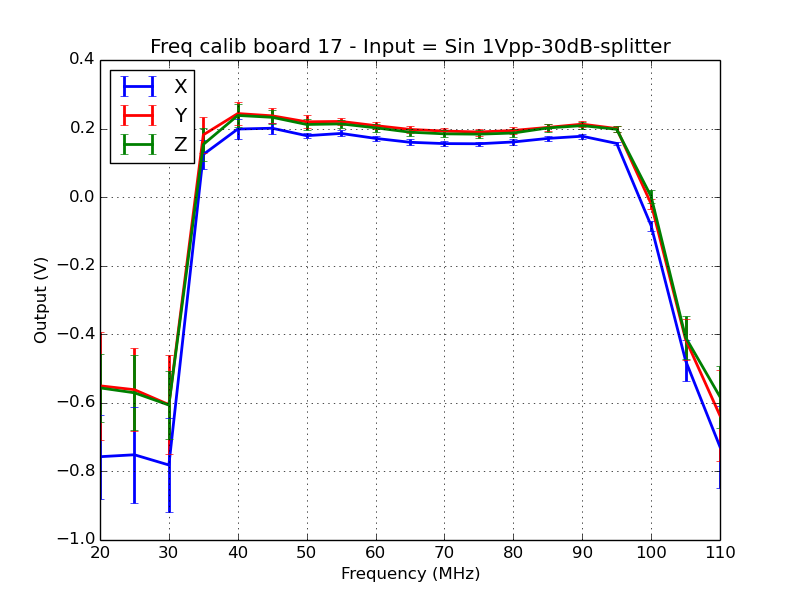 Freq calib board 17 - Input = Sin 1Vpp-30dB-splitter
X
Y
Z
0.4
0.2
0.0
−0.2
−0.4
−0.6
−0.8
−1.0
Output (V)
20 30 40 50 60 70 80 90 100 110
Frequency (MHz)